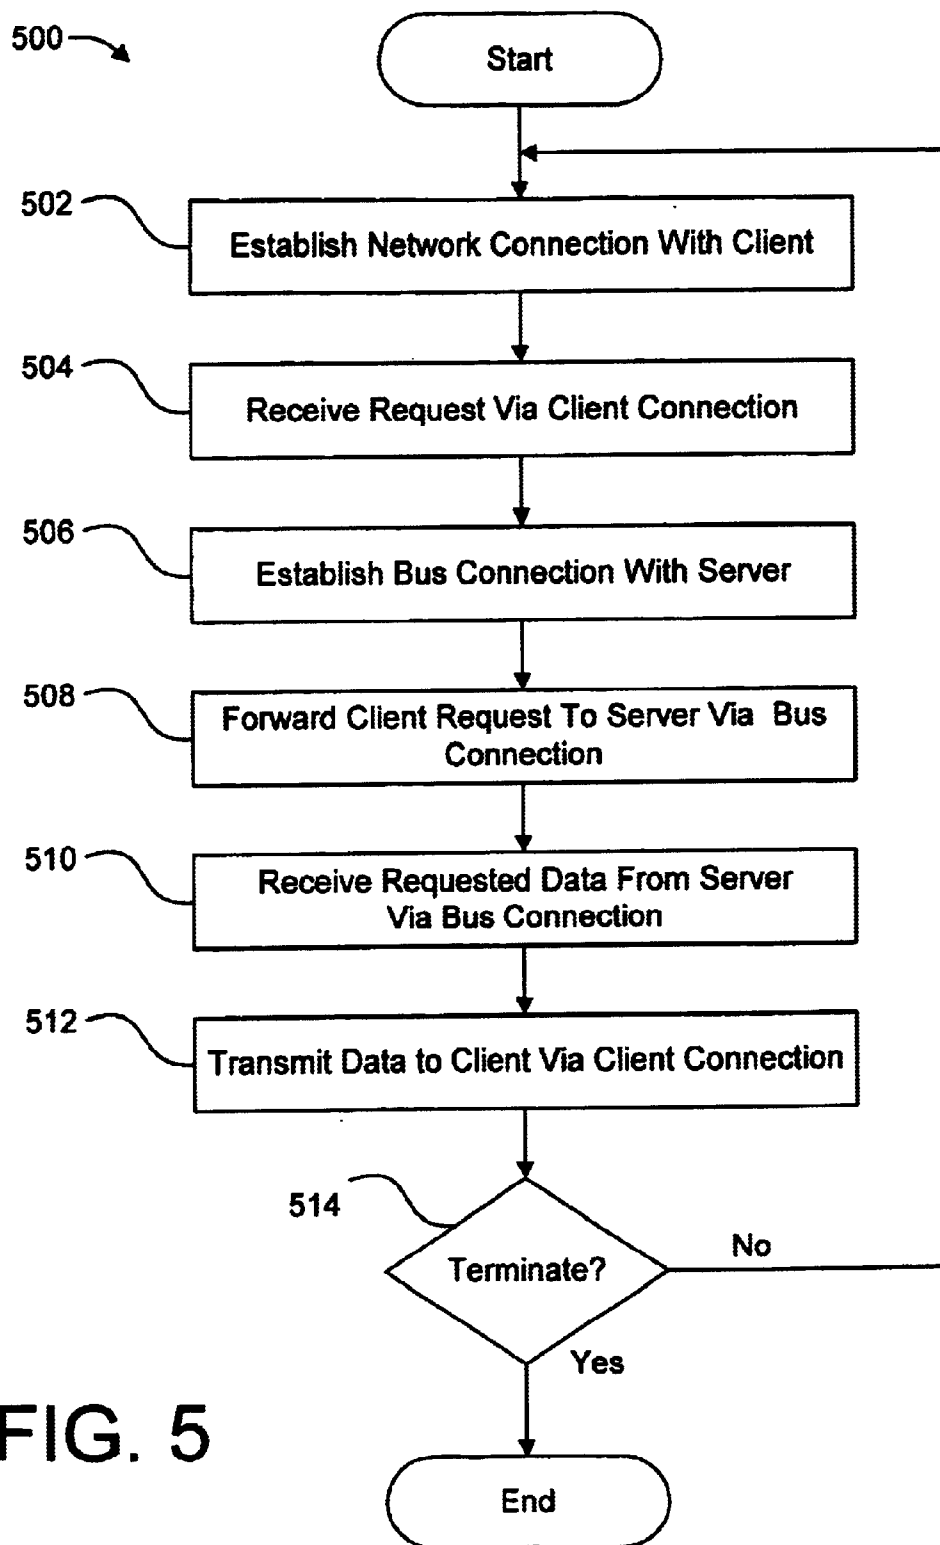 500
Start
502
Establish Network Connection With Client
504
Receive Request Via Client Connection
506
Establish Bus Connection With Server
508
Forward Client Request To Server Via Bus
Connection
510
Receive Requested Data From Server
Via Bus Connection
512
Transmit Data to Client Via Client Connection
514
Terminate?
No
Yes
FIG. 5
End